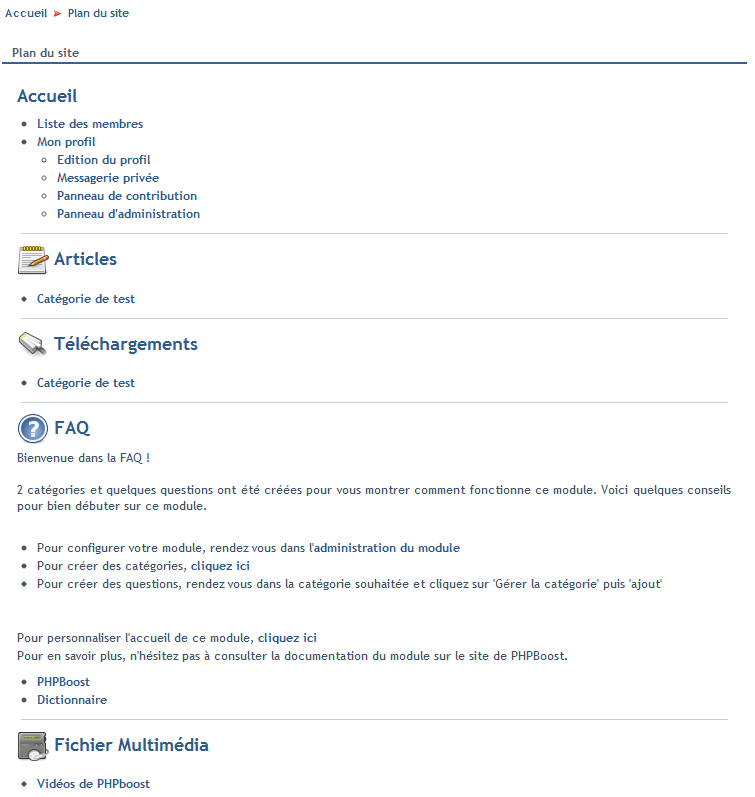 Accueil Plan du site
Plan du site
Accueil
Liste des membres
Mon profil
Edition du profil
Messagerie privée
Panneau de contribution
Panneau d'administration
Articles
Catégorie de test
Téléchargements
Catégorie de test
FAQ
Bienvenue dans la FAQ !
2 catégories et quelques questions ont été créées pour vous montrer comment fonctionne ce module. Voici quelques conseils
pour bien débuter sur ce module.
Pour configurer votre module, rendez vous dans l'administration du module
Pour créer des catégories, cliquez ici
Pour créer des questions, rendez vous dans la catégorie souhaitée et cliquez sur 'Gérer la catégorie' puis 'ajout'
Pour personnaliser l'accueil de ce module, cliquez ici
Pour en savoir plus, n'hésitez pas à consulter la documentation du module sur le site de PHPBoost.
PHPBoost
Dictionnaire
Fichier Multimédia
Vidéos de PHPboost